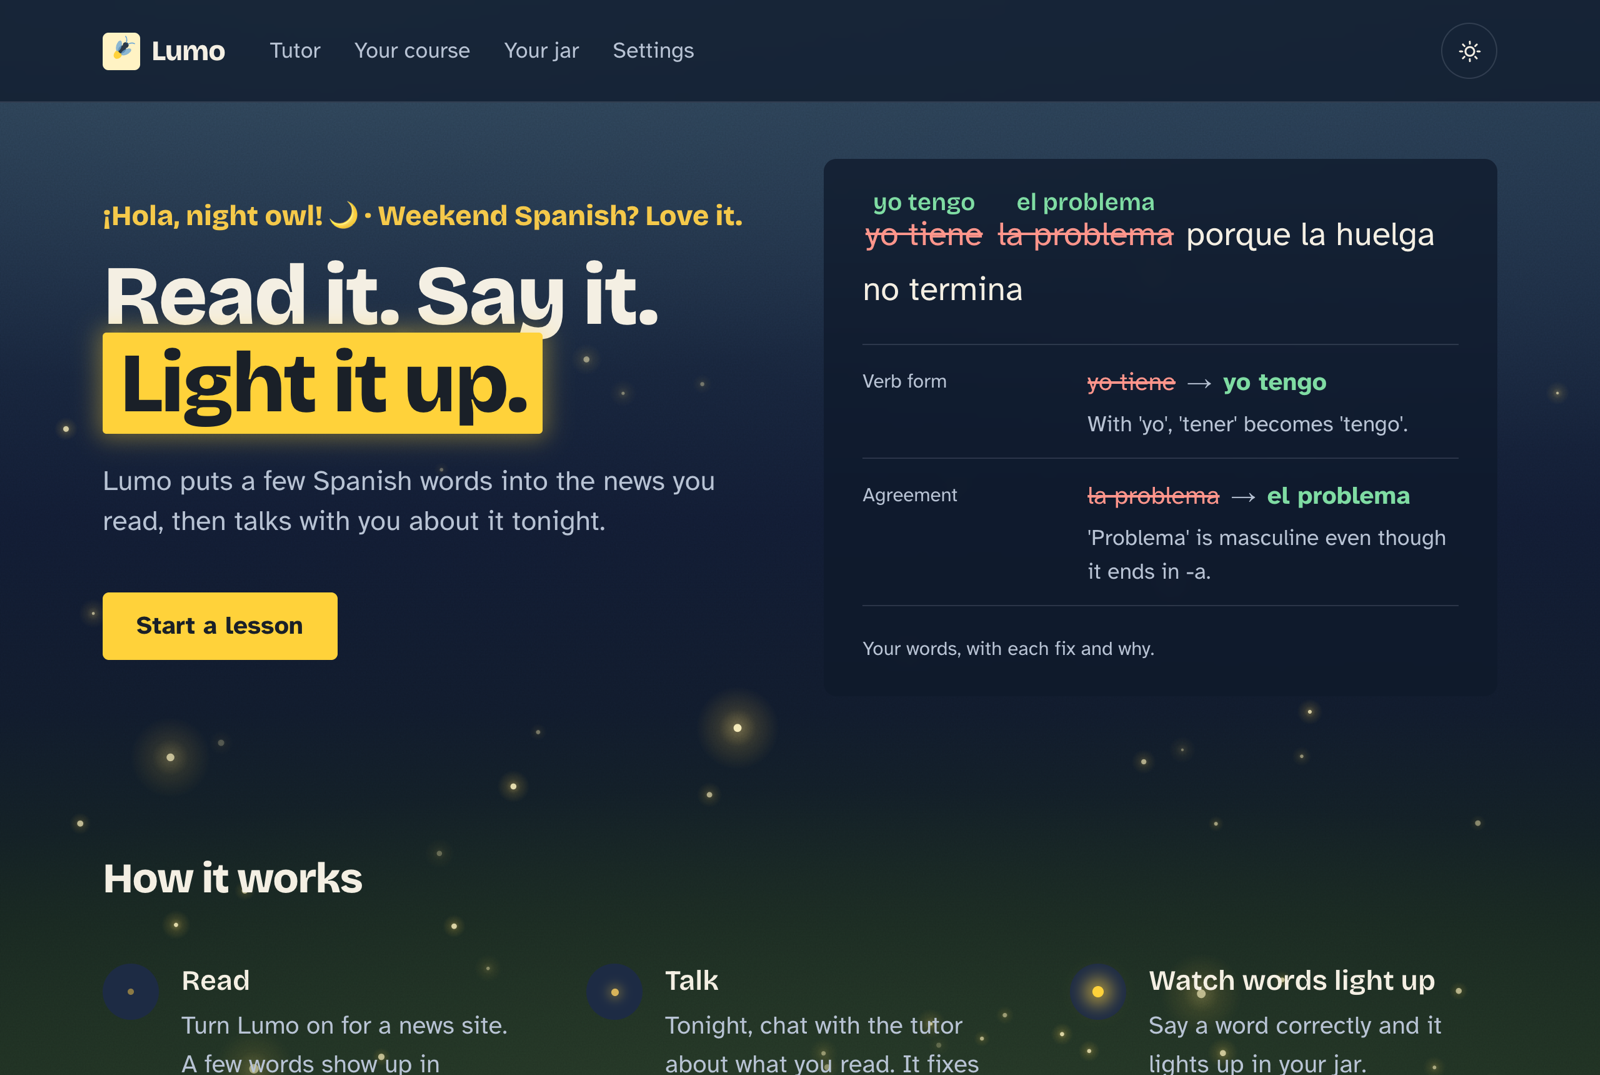 Lumo Tutor Your course Your jar Settings
¡Hola, night owl! 🌙 · Weekend Spanish? Love it.
Read it. Say it.
Light it up.
Lumo puts a few Spanish words into the news you
read, then talks with you about it tonight.
Start a lesson
yo tengo el problema
yo tiene la problema porque la huelga
no termina
Verb form
yo tiene → yo tengo
With 'yo', 'tener' becomes 'tengo'.
Agreement
la problema → el problema
'Problema' is masculine even though
it ends in -a.
Your words, with each fix and why.
How it works
Read
Turn Lumo on for a news site.
A few words show up in
Talk
Tonight, chat with the tutor
about what you read. It fixes
Watch words light up
Say a word correctly and it
lights up in your jar.